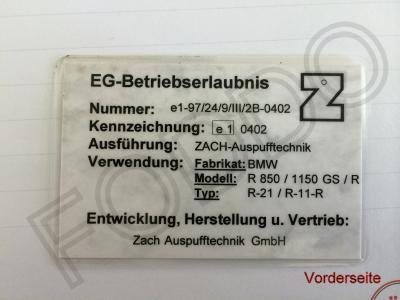 EG-Betriebserlaubnis
Z
Nummer: e1-97/24/9/III/2B-0402
Kennzeichnung: e 1 0402
Ausführung: ZACH-Auspufftechnik
Verwendung: Fabrikat: BMW
Modell: R 850 / 1150 GS / R
Typ: R-21 / R-11-R
Entwicklung, Herstellung u. Vertrieb:
Zach Auspufftechnik GmbH
Vorderseite